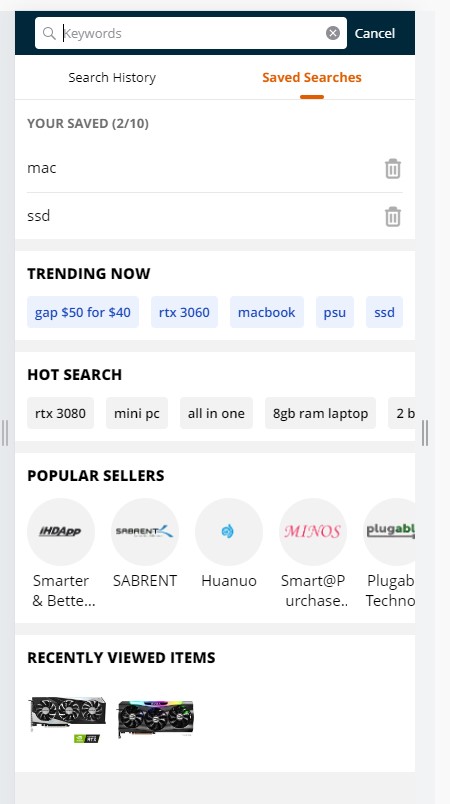 Keywords
Cancel
Search History
Saved Searches
YOUR SAVED (2/10)
mac
ssd
TRENDING NOW
gap $50 for $40
rtx 3060
macbook
psu
ssd
HOT SEARCH
rtx 3080
mini pc
all in one
8gb ram laptop
2 b
POPULAR SELLERS
iHDApp
SABRENT
MINOS
plugabl
Smarter
& Bette...
SABRENT
Huanuo
Smart@P
urchase..
Plugab
Techno
RECENTLY VIEWED ITEMS